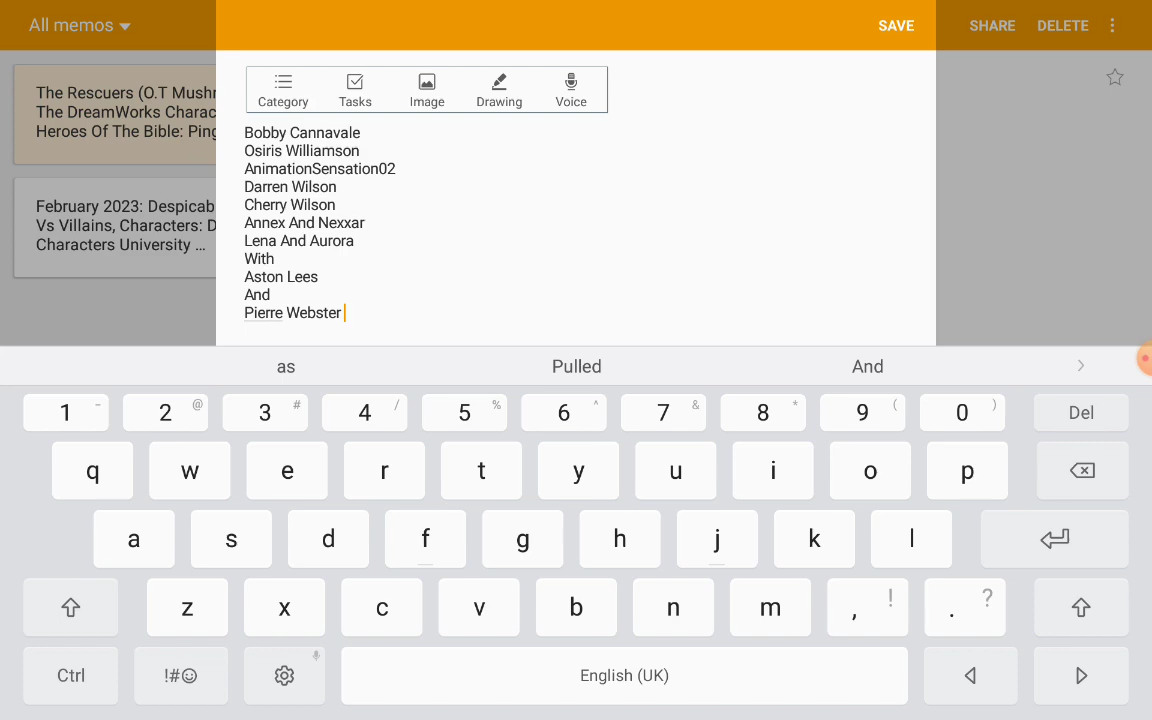 All memos
SAVE
SHARE
DELETE
The Rescuers (O.T Mushr
The DreamWorks Charac
Heroes Of The Bible: Ping
February 2023: Despicab
Vs Villains, Characters: D
Characters University ...
Category
Tasks
Image
Drawing
Voice
Bobby Cannavale
Osiris Williamson
AnimationSensation02
Darren Wilson
Cherry Wilson
Annex And Nexxar
Lena And Aurora
With
Aston Lees
And
Pierre Webster
as
Pulled
And
1 - 2 @ 3 # 4 / 5 % 6 ^ 7 & 8 * 9 ( 0 ) Del
q w e r t y u i o p
a s d f g h j k l
z x c v b n m , ! . ?
Ctrl !#☺ English (UK)